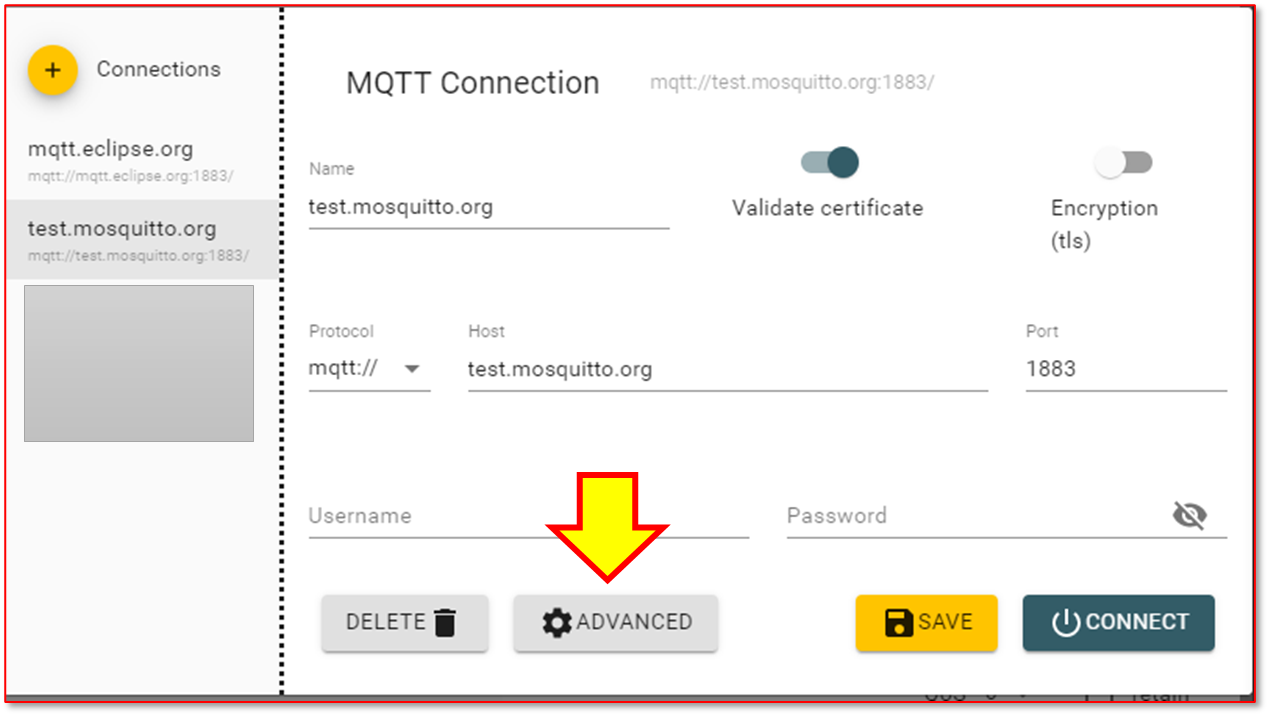 Connections
mqtt.eclipse.org
mqtt://mqtt.eclipse.org:1883/
test.mosquitto.org
mqtt://test.mosquitto.org:1883/
MQTT Connection mqtt://test.mosquitto.org:1883/
Name
test.mosquitto.org
Validate certificate
Encryption
(tls)
Protocol Host Port
mqtt:// test.mosquitto.org 1883
Username Password
DELETE ADVANCED SAVE CONNECT
retain